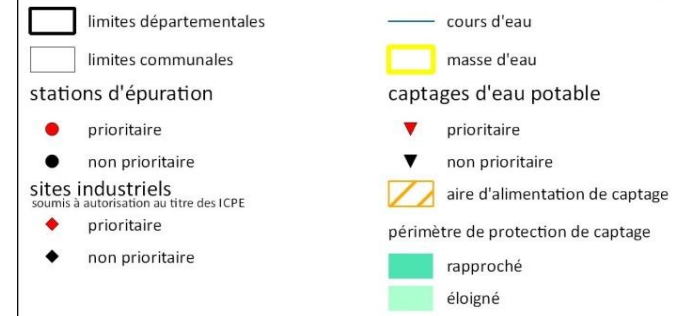 limites départementales
limites communales
stations d'épuration
prioritaire
non prioritaire
sites industriels
soumis à autorisation au titre des ICPE
prioritaire
non prioritaire
cours d'eau
masse d'eau
captages d'eau potable
prioritaire
non prioritaire
aire d'alimentation de captage
périmètre de protection de captage
rapproché
éloigné